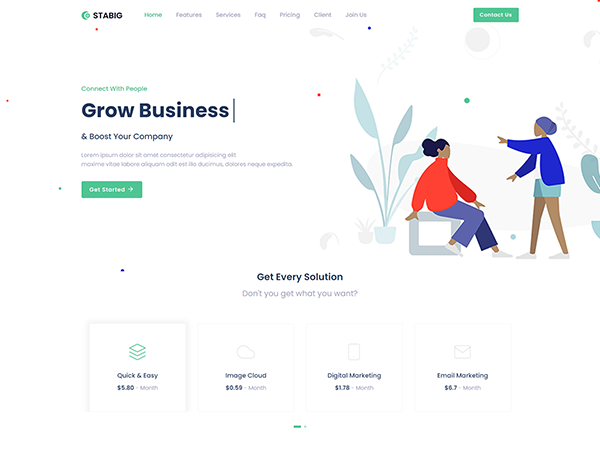 STABIG
Home Features Services Faq Pricing Client Join Us
Contact Us
Connect With People
Grow Business
& Boost Your Company
Lorem ipsum dolor sit amet consectetur adipisicing elit
maxime vitae labore aliquam odit est illo ducimus, dolores neque expedita.
Get Started
Get Every Solution
Don't you get what you want?
Quick & Easy
$5.80 - Month
Image Cloud
$0.59 - Month
Digital Marketing
$1.78 - Month
Email Marketing
$6.7 - Month